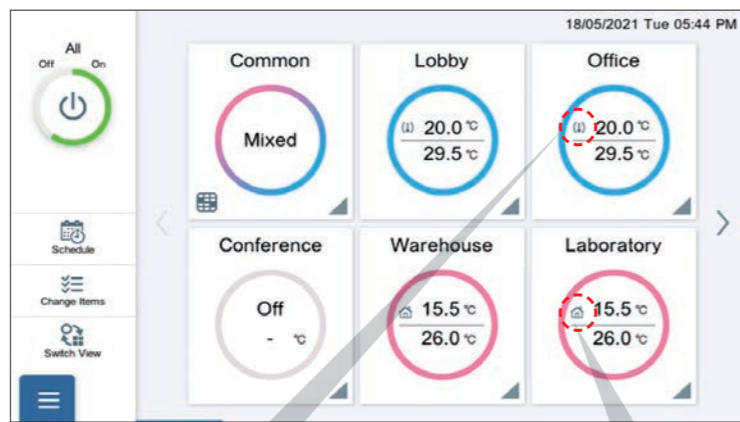 18/05/2021 Tue 05:44 PM
All
Off On
Common
Mixed
Lobby
20.0 ℃
29.5 ℃
Office
20.0 ℃
29.5 ℃
Schedule
Change Items
Switch View
Conference
Off
- ℃
Warehouse
15.5 ℃
26.0 ℃
Laboratory
15.5 ℃
26.0 ℃